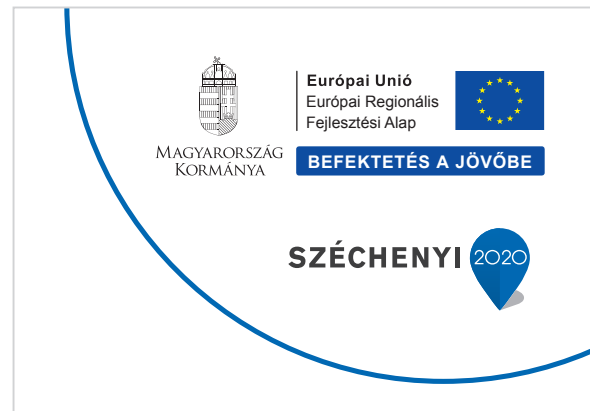 Európai Unió
Európai Regionális
Fejlesztési Alap
MAGYARORSZÁG
KORMÁNYA
BEFEKTETÉS A JÖVŐBE
SZÉCHENYI 2020